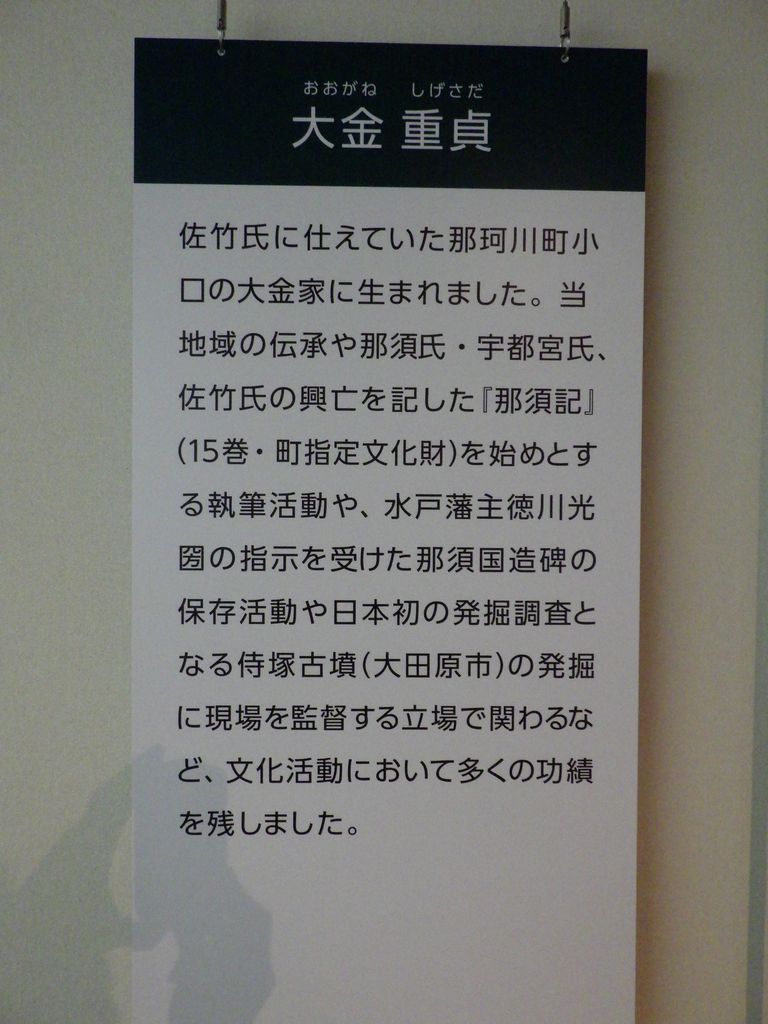 おおがね しげさだ
大金 重貞
佐竹氏に仕えていた那珂川町小
口の大金家に生まれました。当
地域の伝承や那須氏・宇都宮氏、
佐竹氏の興亡を記した『那須記』
(15巻・町指定文化財)を始めとす
る執筆活動や、水戸藩主徳川光
圀の指示を受けた那須国造碑の
保存活動や日本初の発掘調査と
なる侍塚古墳(大田原市)の発掘
に現場を監督する立場で関わるな
ど、文化活動において多くの功績
を残しました。